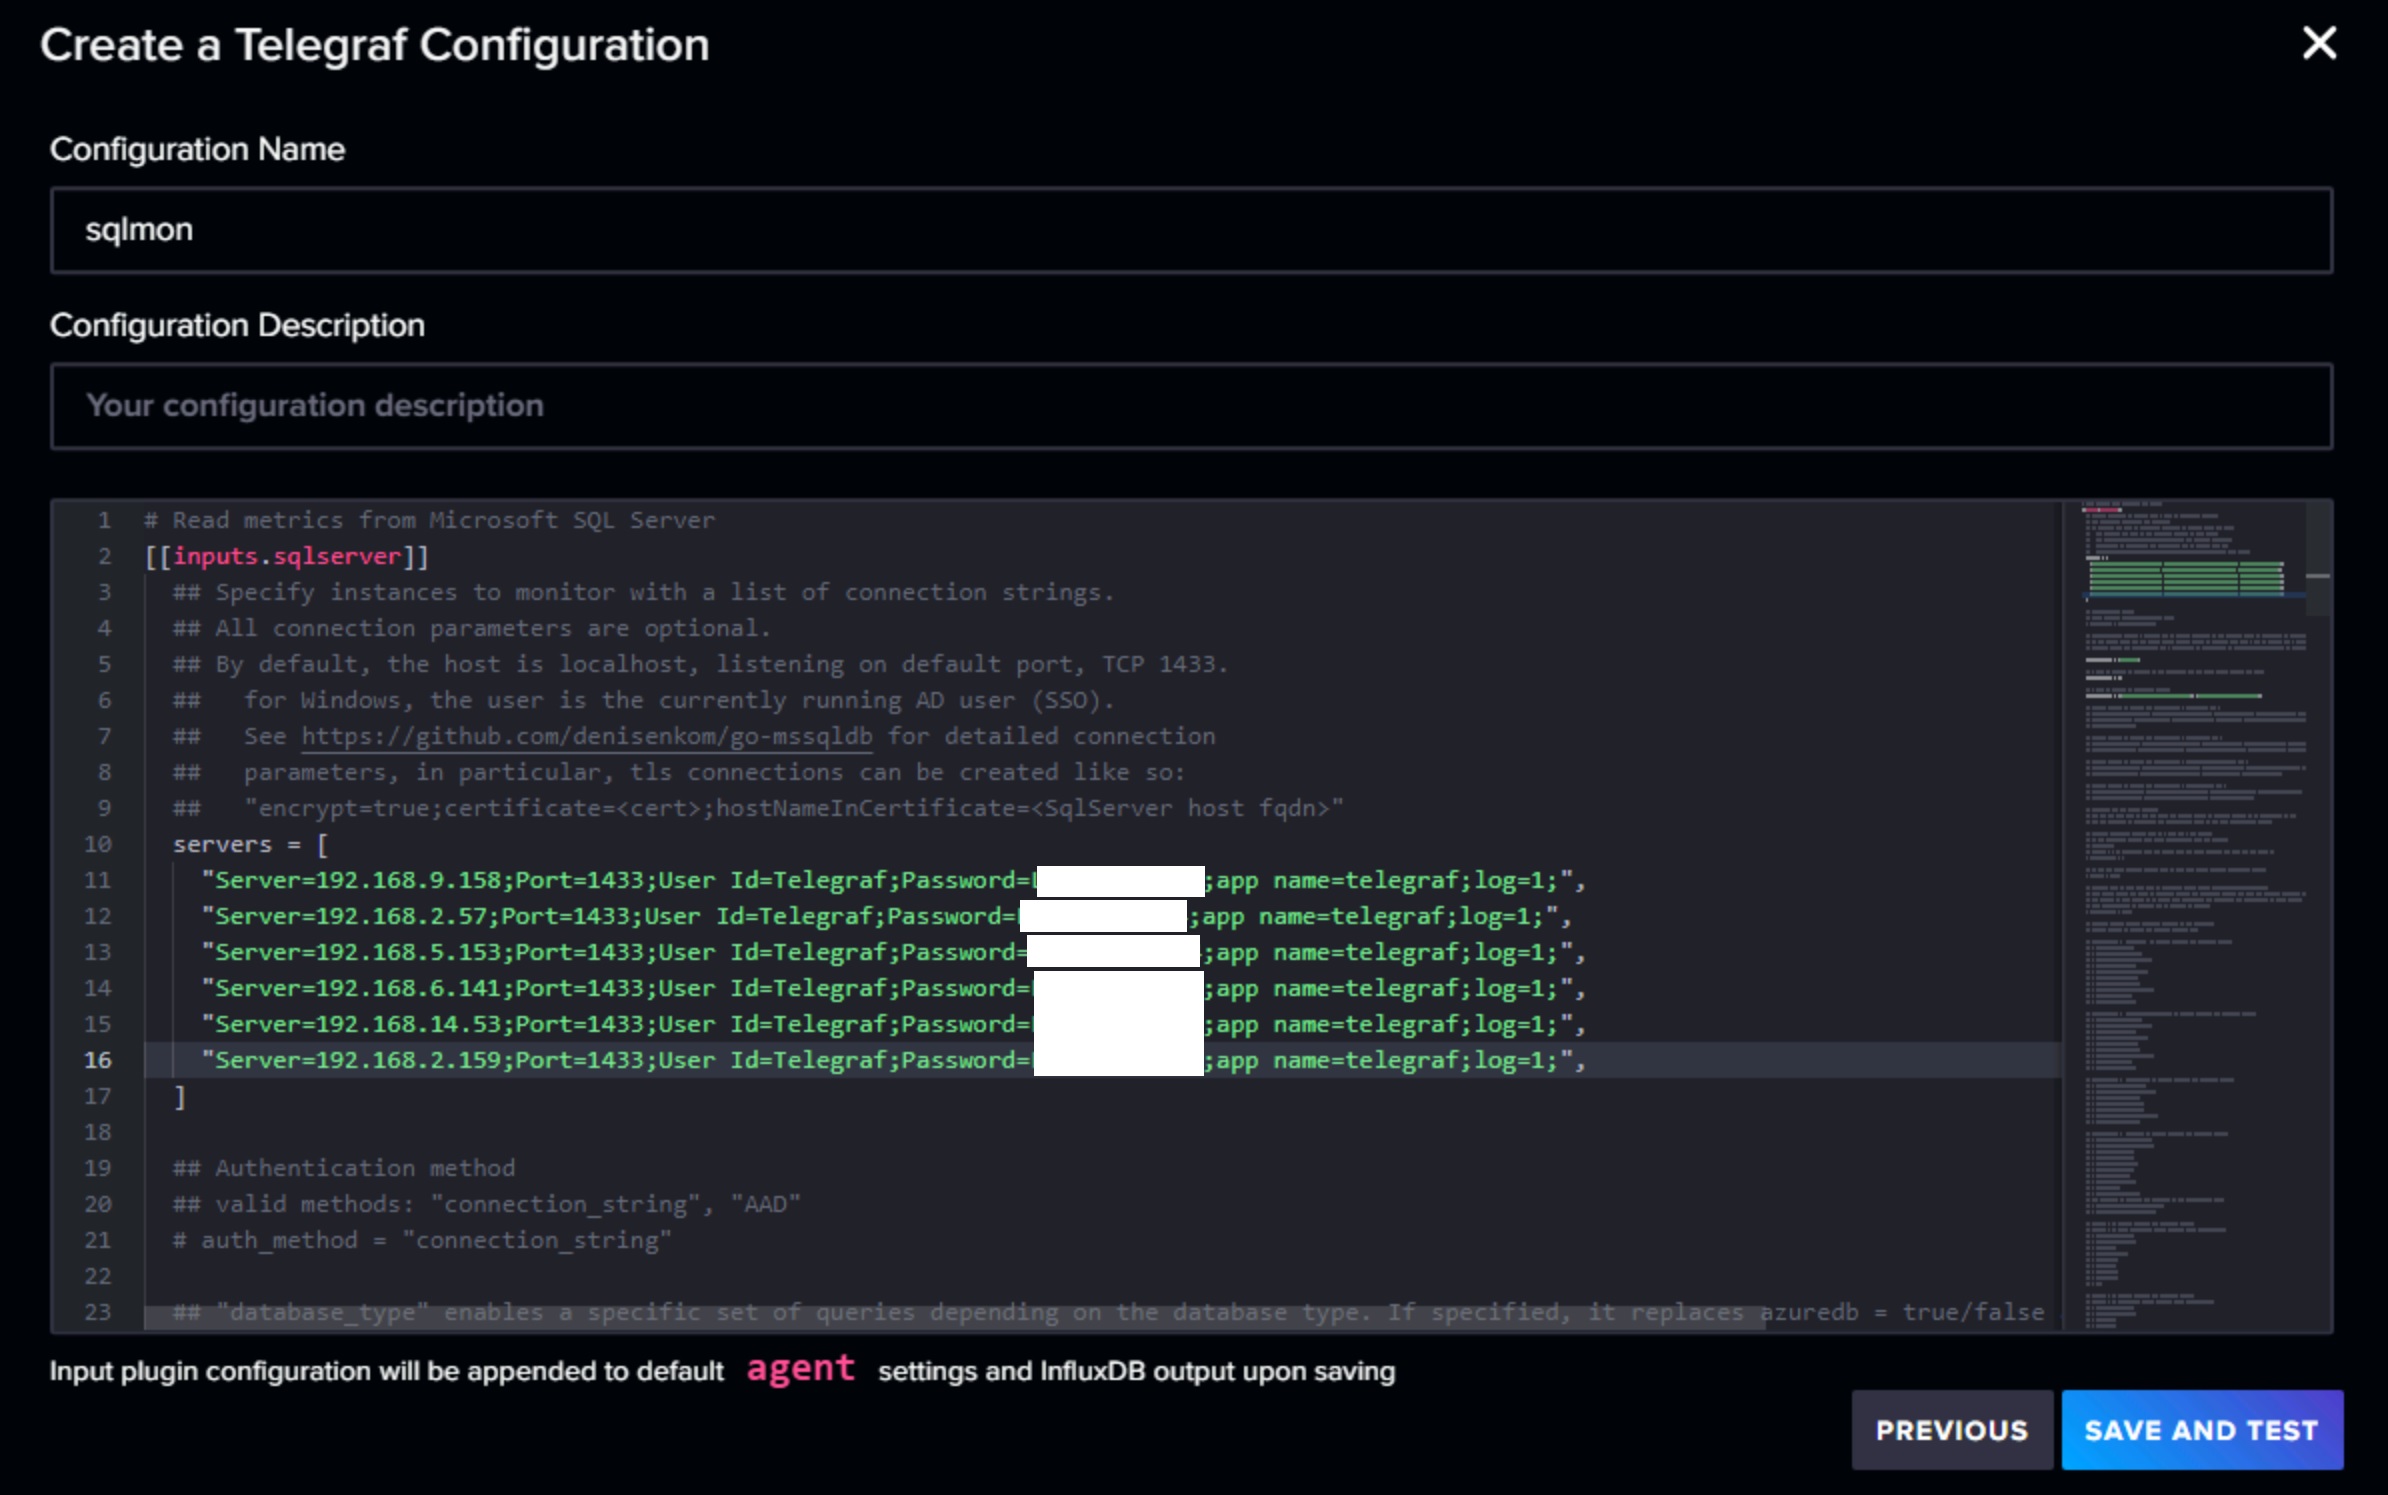 Create a Telegraf Configuration
Configuration Name
sqlmon
Configuration Description
Your configuration description
1 # Read metrics from Microsoft SQL Server
2 [[inputs.sqlserver]]
3 ## Specify instances to monitor with a list of connection strings.
4 ## All connection parameters are optional.
5 ## By default, the host is localhost, listening on default port, TCP 1433.
6 ##   for Windows, the user is the currently running AD user (SSO).
7 ##   See https://github.com/denisenkom/go-mssqldb for detailed connection
8 ##   parameters, in particular, tls connections can be created like so:
9 ##   "encrypt=true;certificate=<cert>;hostNameInCertificate=<SqlServer host fqdn>"
10 servers = [
11 "Server=192.168.9.158;Port=1433;User Id=Telegraf;Password= ;app name=telegraf;log=1;",
12 "Server=192.168.2.57;Port=1433;User Id=Telegraf;Password= ;app name=telegraf;log=1;",
13 "Server=192.168.5.153;Port=1433;User Id=Telegraf;Password= ;app name=telegraf;log=1;",
14 "Server=192.168.6.141;Port=1433;User Id=Telegraf;Password= ;app name=telegraf;log=1;",
15 "Server=192.168.14.53;Port=1433;User Id=Telegraf;Password= ;app name=telegraf;log=1;",
16 "Server=192.168.2.159;Port=1433;User Id=Telegraf;Password= ;app name=telegraf;log=1;",
17 ]
18
19 ## Authentication method
20 ## valid methods: "connection_string", "AAD"
21 # auth_method = "connection_string"
22
23 ## "database_type" enables a specific set of queries depending on the database type. If specified, it replaces azuredb = true/false
Input plugin configuration will be appended to default agent settings and InfluxDB output upon saving
PREVIOUS SAVE AND TEST